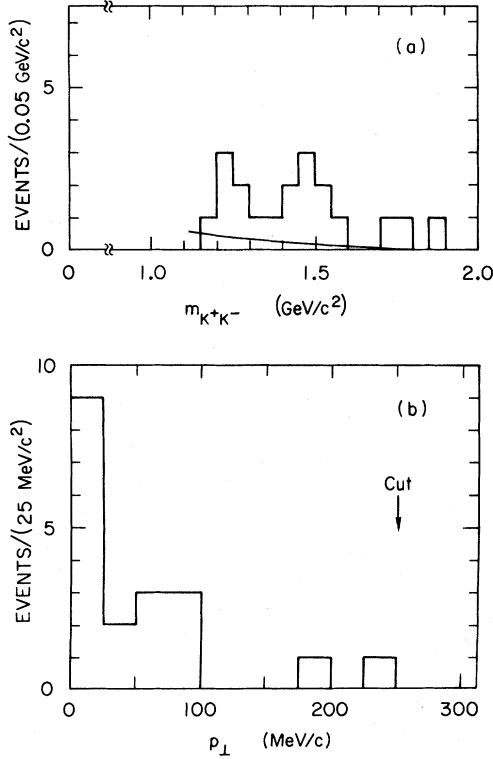 EVENTS/(0.05 GeV/c²)
(a)
5
0
0 1.0 1.5 2.0
m_K⁺K⁻ (GeV/c²)
EVENTS/(25 MeV/c²)
10
(b)
Cut
5
0
0 100 200 300
p⊥ (MeV/c)